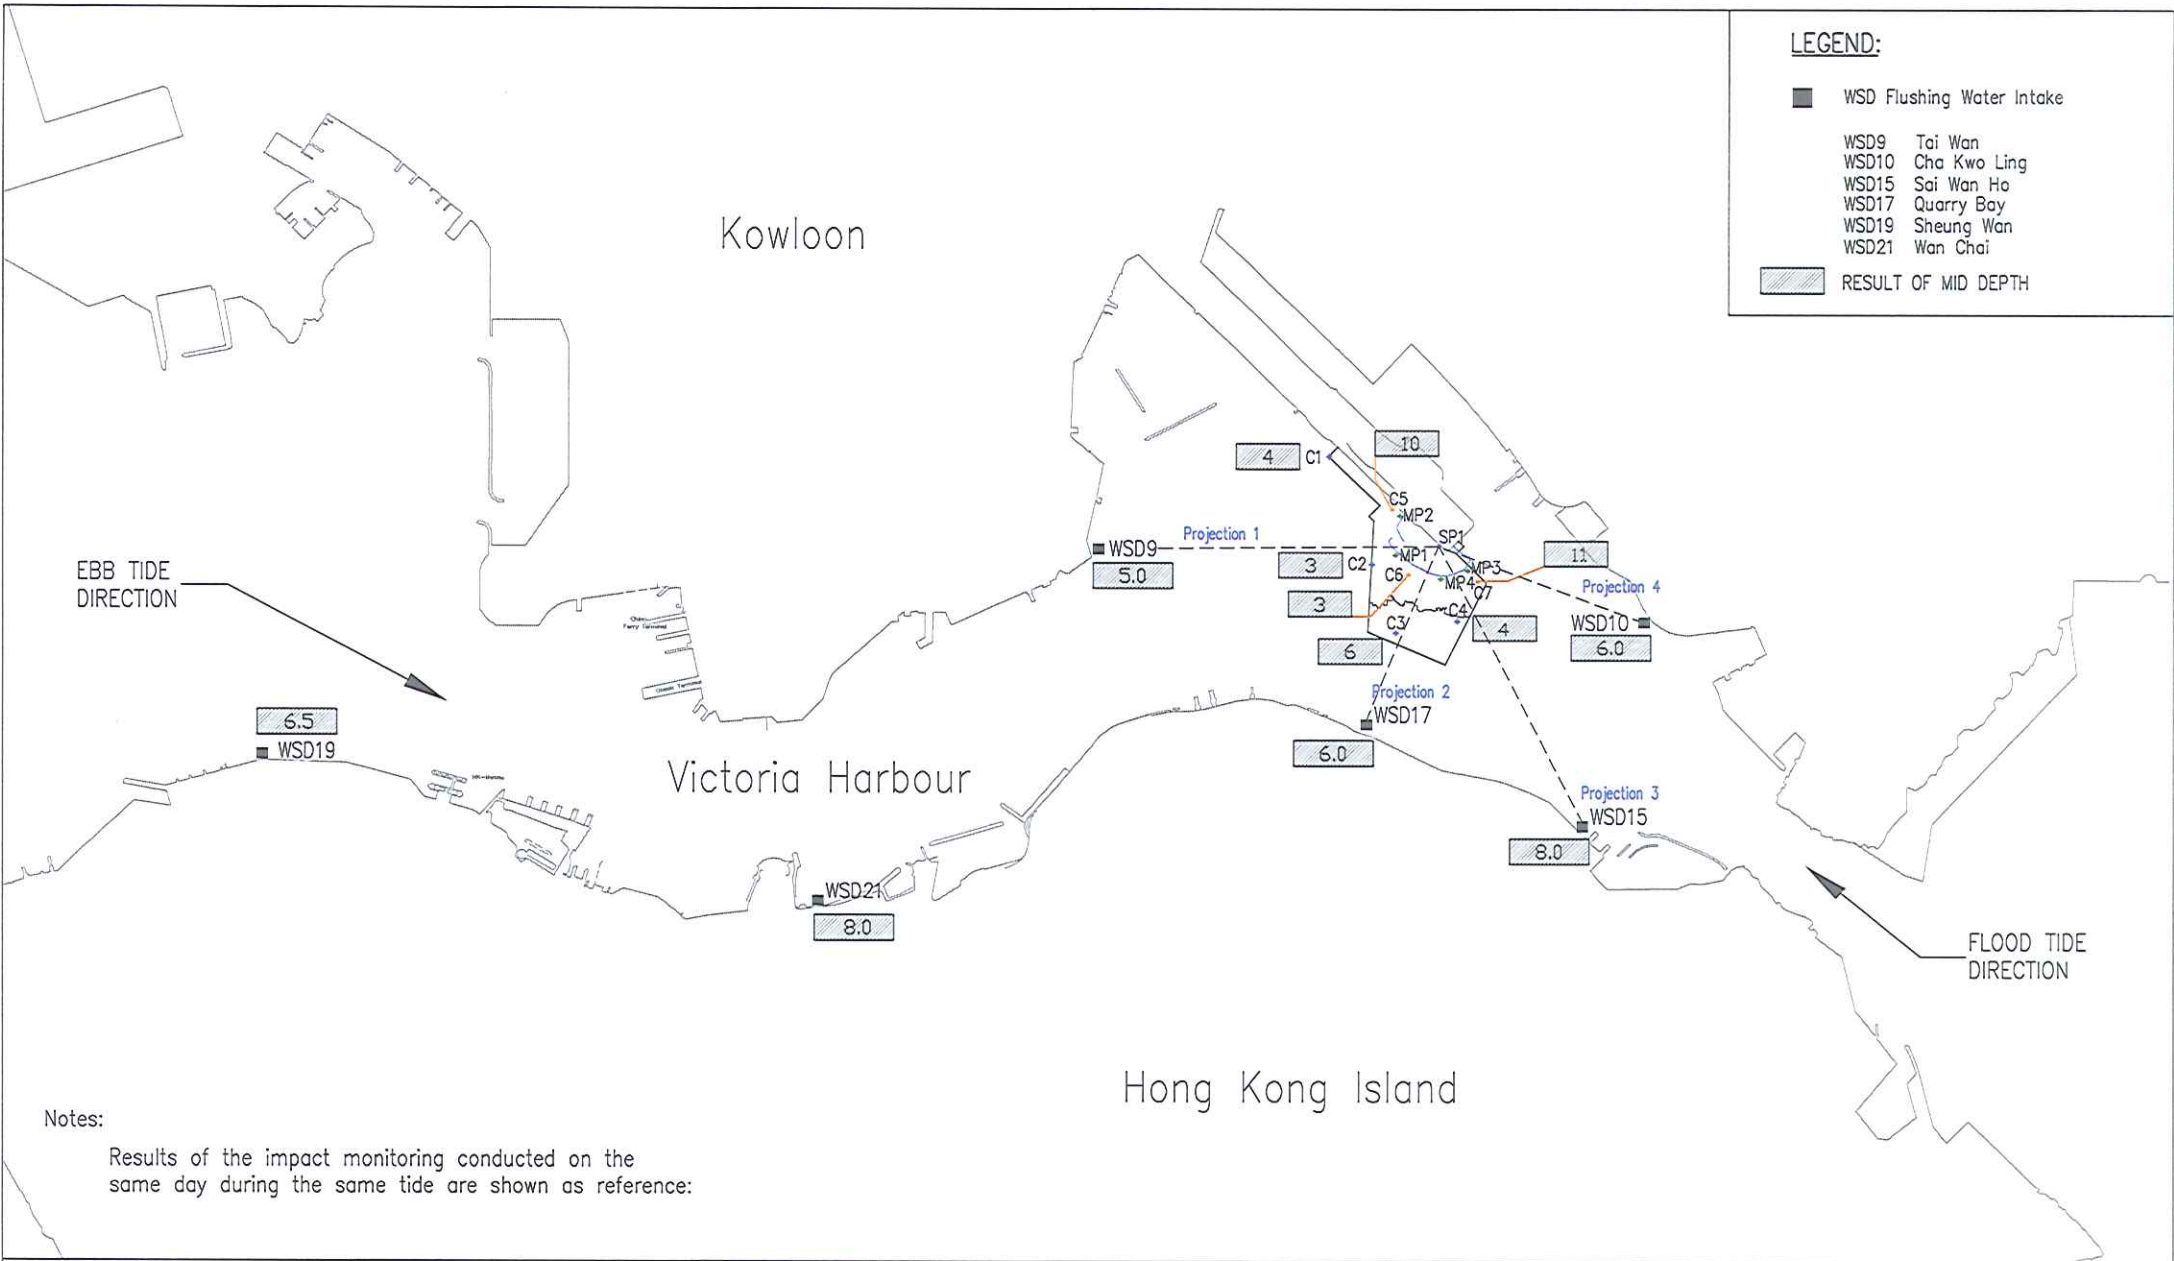 LEGEND:
WSD Flushing Water Intake
WSD9 Tai Wan
WSD10 Cha Kwo Ling
WSD15 Sai Wan Ho
WSD17 Quarry Bay
WSD19 Sheung Wan
WSD21 Wan Chai
RESULT OF MID DEPTH
Kowloon
10
4 C1
C5
MP2
SP1
WSD9
Projection 1
5.0
MP1
3 C2
C6
3
MP3
MP4
C7
11
Projection 4
C4
4
C3
6
WSD10
6.0
EBB TIDE
DIRECTION
Ferry Terminal
Projection 2
WSD17
6.0
6.5
WSD19
Victoria Harbour
Projection 3
WSD15
8.0
WSD21
8.0
FLOOD TIDE
DIRECTION
Hong Kong Island
Notes:
Results of the impact monitoring conducted on the
same day during the same tide are shown as reference: